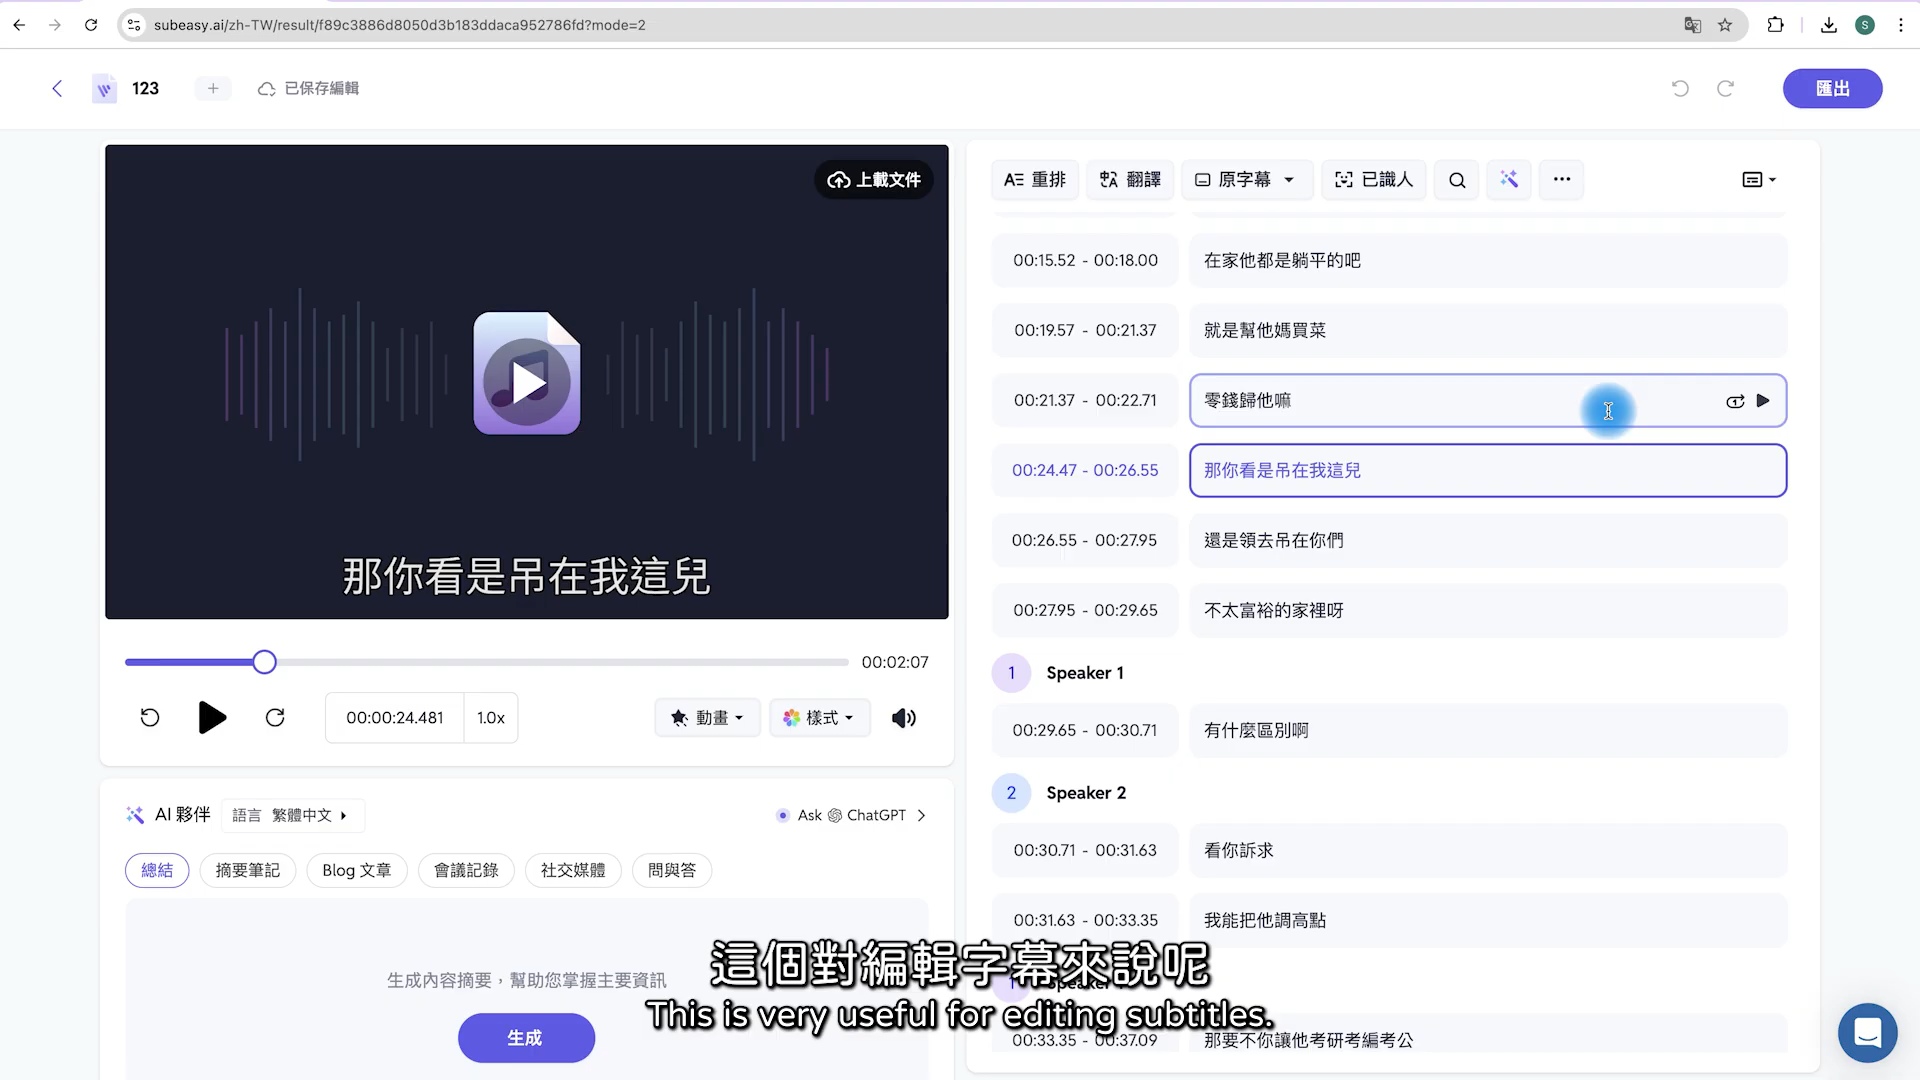 subeasy.ai/zh-TW/result/f89c3886d8050d3b183ddaca952786fd?mode=2
S
123
已保存編輯
匯出
上載文件
那你看是吊在我這兒
00:02:07
00:00:24.481
1.0x
動畫
樣式
AI 夥伴
語言 繁體中文
Ask ChatGPT
總結
摘要筆記
Blog 文章
會議記錄
社交媒體
問與答
生成內容摘要，幫助您掌握主要資訊
生成
重排
翻譯
原字幕
已識人
00:15.52 - 00:18.00
在家他都是躺平的吧
00:19.57 - 00:21.37
就是幫他媽買菜
00:21.37 - 00:22.71
零錢歸他嘛
00:24.47 - 00:26.55
那你看是吊在我這兒
00:26.55 - 00:27.95
還是領去吊在你們
00:27.95 - 00:29.65
不太富裕的家裡呀
1
Speaker 1
00:29.65 - 00:30.71
有什麼區別啊
2
Speaker 2
00:30.71 - 00:31.63
看你訴求
00:31.63 - 00:33.35
我能把他調高點
1
00:33.35 - 00:37.09
那要不你讓他考研考編考公
這個對編輯字幕來說呢
This is very useful for editing subtitles.